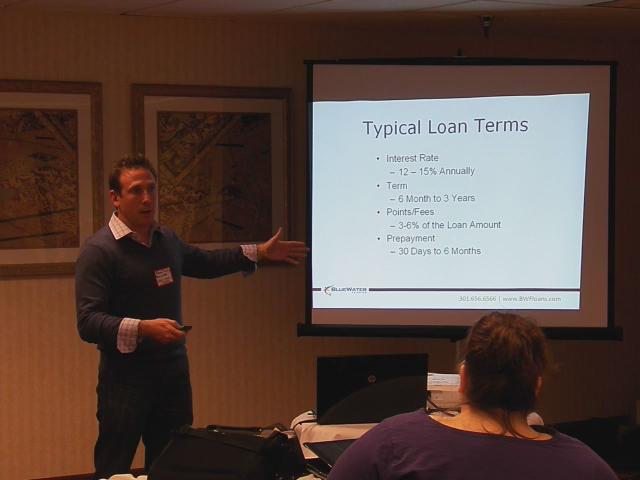 Typical Loan Terms
• Interest Rate
– 12 – 15% Annually
• Term
– 6 Month to 3 Years
• Points/Fees
– 3-6% of the Loan Amount
• Prepayment
– 30 Days to 6 Months
BLUEWATER
301.656.6566 | www.BWFloans.com